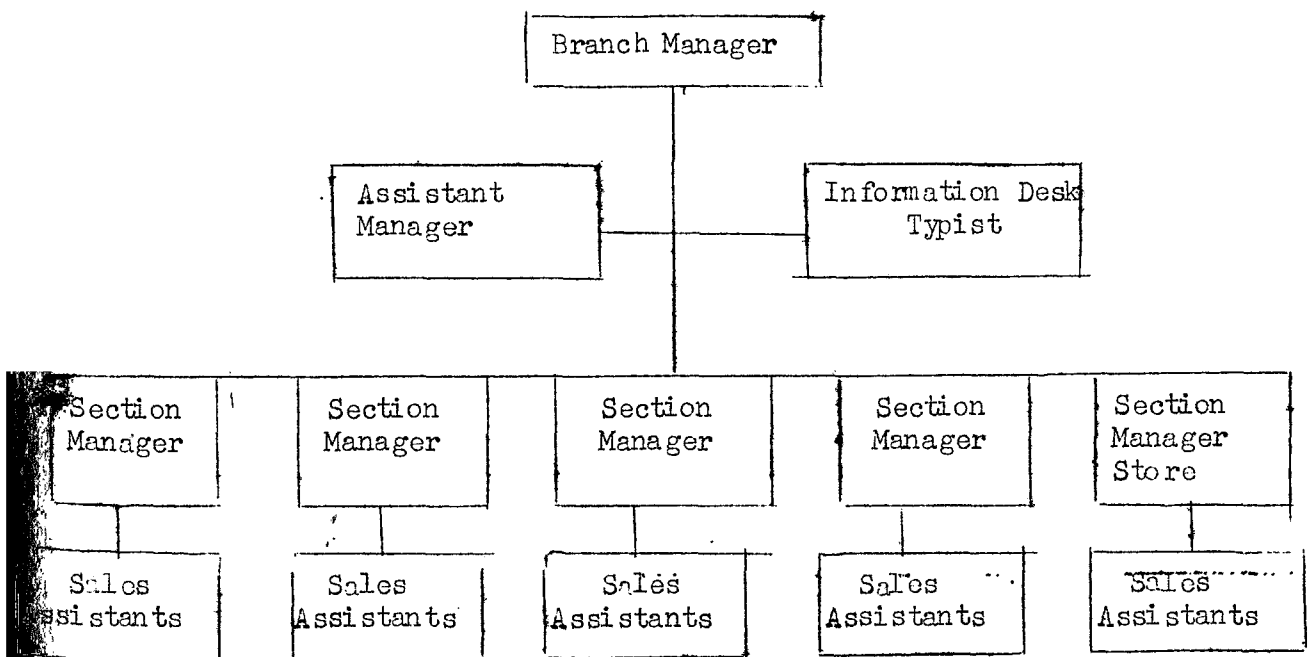 Branch Manager
Assistant
Manager
Information Desk
Typist
Section
Manager
Section
Manager
Section
Manager
Section
Manager
Section
Manager
Store
Sales
Assistants
Sales
Assistants
Sales
Assistants
Sales
Assistants
Sales
Assistants